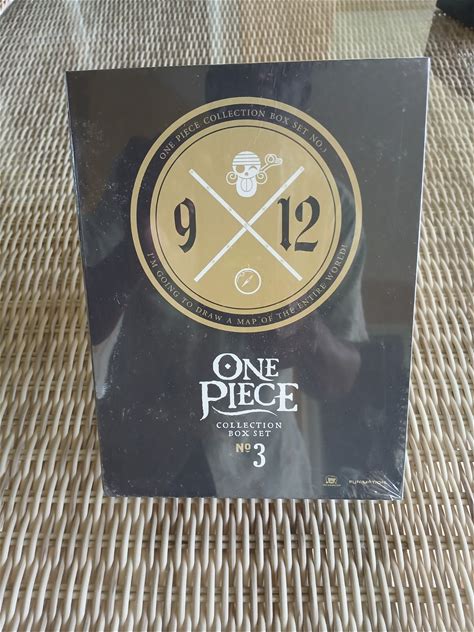 ONE PIECE COLLECTION BOX SET NO.3
9 12
I'M GOING TO DRAW A MAP OF THE ENTIRE WORLD!
ONE
PIECE
COLLECTION
BOX SET
Nº 3
FUNIMATION